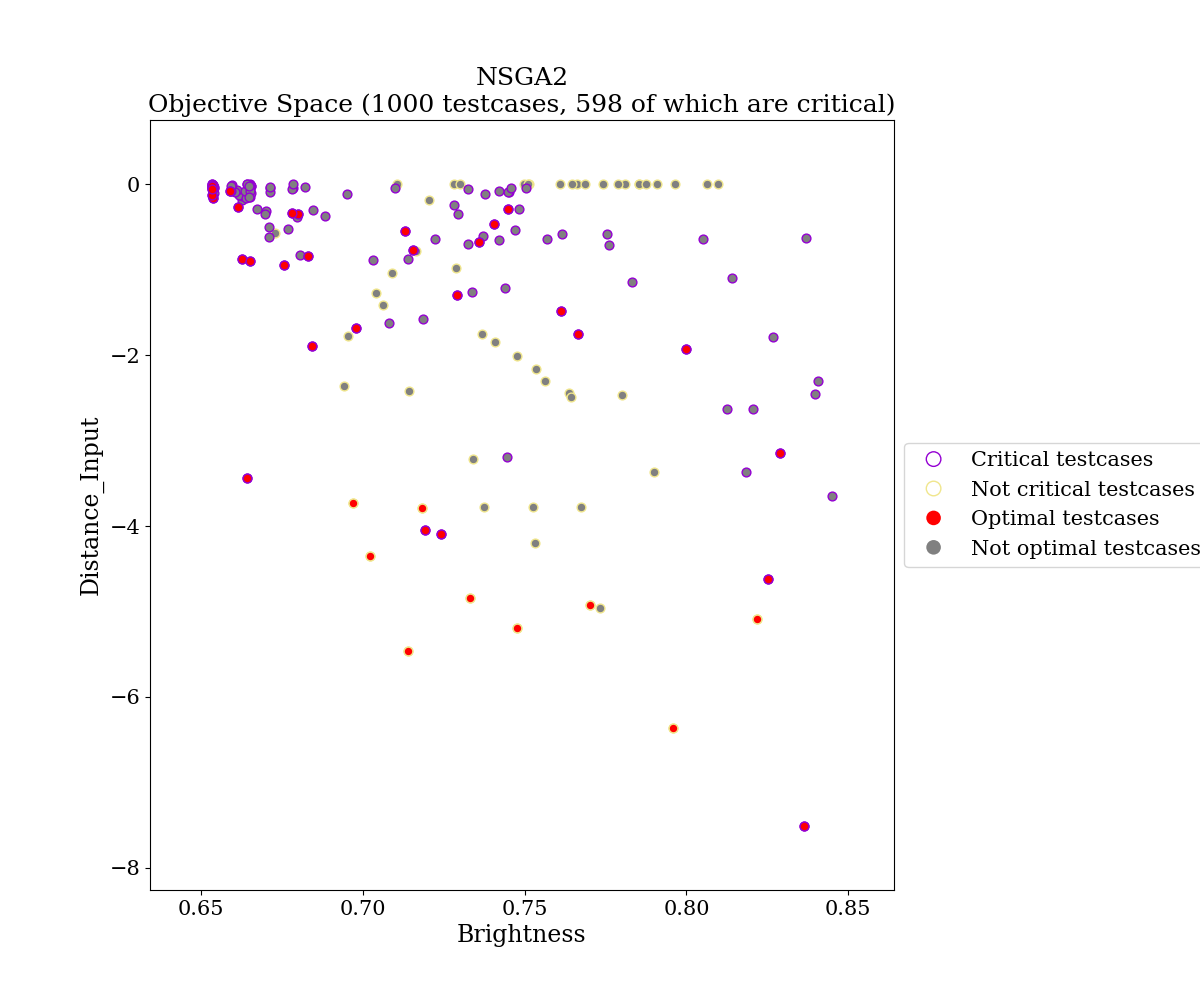 NSGA2
Objective Space (1000 testcases, 598 of which are critical)
0
−2
−4
−6
−8
Distance_Input
0.65 0.70 0.75 0.80 0.85
Brightness
Critical testcases
Not critical testcases
Optimal testcases
Not optimal testcases